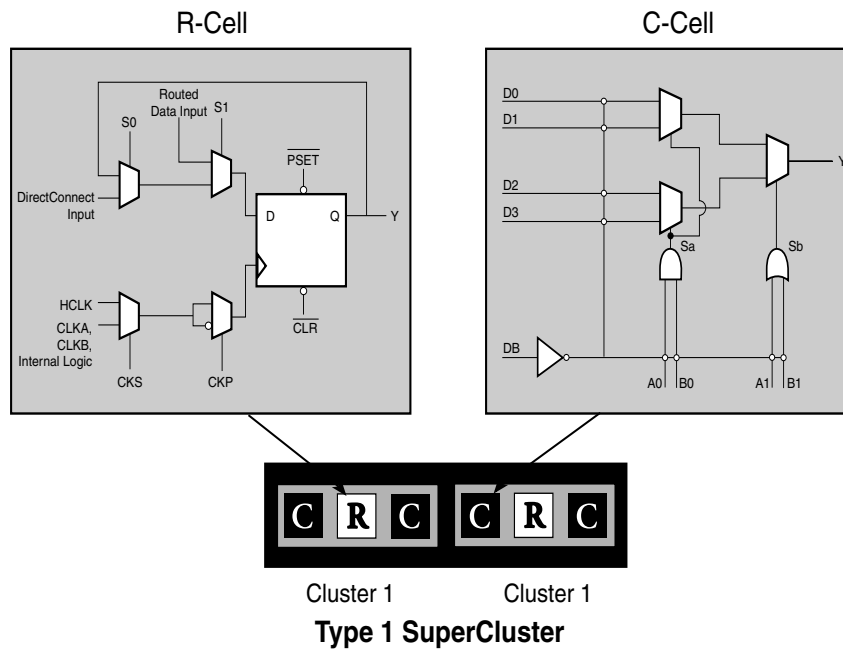 R-Cell
C-Cell
Routed
Data Input
S1
S0
PSET
DirectConnect
Input
D
Q
Y
HCLK
CLKA,
CLKB,
Internal Logic
CKS
CKP
CLR
D0
D1
D2
D3
Y
Sa
Sb
DB
A0
B0
A1
B1
C
R
C
C
R
C
Cluster 1
Cluster 1
Type 1 SuperCluster